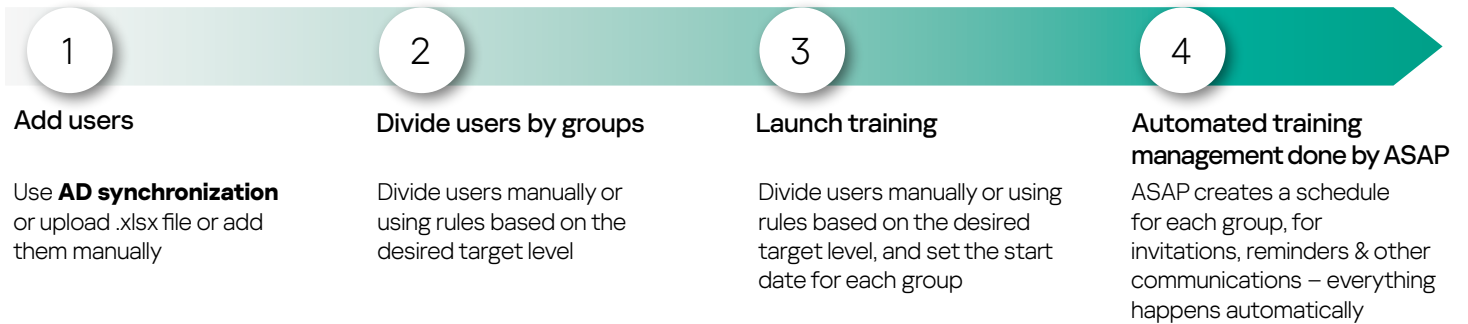 1
Add users
Use AD synchronization
or upload .xlsx file or add
them manually
2
Divide users by groups
Divide users manually or
using rules based on the
desired target level
3
Launch training
Divide users manually or using
rules based on the desired
target level, and set the start
date for each group
4
Automated training
management done by ASAP
ASAP creates a schedule
for each group, for
invitations, reminders & other
communications – everything
happens automatically